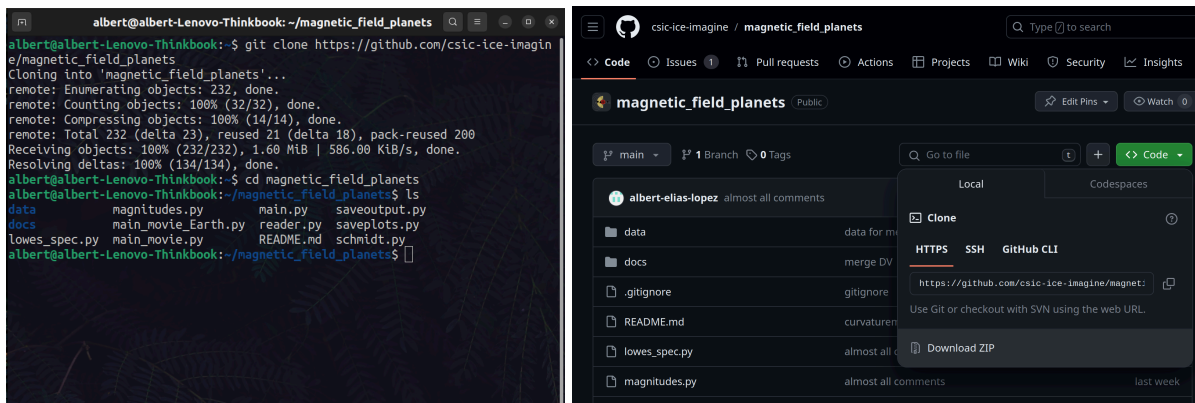 albert@albert-Lenovo-Thinkbook: ~/magnetic_field_planets
albert@albert-Lenovo-Thinkbook:~$ git clone https://github.com/csic-ice-imagin
e/magnetic_field_planets
Cloning into 'magnetic_field_planets'...
remote: Enumerating objects: 232, done.
remote: Counting objects: 100% (32/32), done.
remote: Compressing objects: 100% (14/14), done.
remote: Total 232 (delta 23), reused 21 (delta 18), pack-reused 200
Receiving objects: 100% (232/232), 1.60 MiB | 586.00 KiB/s, done.
Resolving deltas: 100% (134/134), done.
albert@albert-Lenovo-Thinkbook:~$ cd magnetic_field_planets
albert@albert-Lenovo-Thinkbook:~/magnetic_field_planets$ ls
data magnitudes.py main.py saveoutput.py
docs main_movie_Earth.py reader.py saveplots.py
lowes_spec.py main_movie.py README.md schmidt.py
albert@albert-Lenovo-Thinkbook:~/magnetic_field_planets$
csic-ice-imagine / magnetic_field_planets
Type / to search
Code Issues 1 Pull requests Actions Projects Wiki Security Insights
magnetic_field_planets Public Edit Pins Watch 0
main 1 Branch 0 Tags Go to file t + Code
albert-elias-lopez almost all comments
data data for m
docs merge DV
.gitignore gitignore
README.md curvaturem
lowes_spec.py almost all c
magnitudes.py almost all comments last week
Local Codespaces
Clone
HTTPS SSH GitHub CLI
https://github.com/csic-ice-imagine/magnet
Use Git or checkout with SVN using the web URL.
Download ZIP